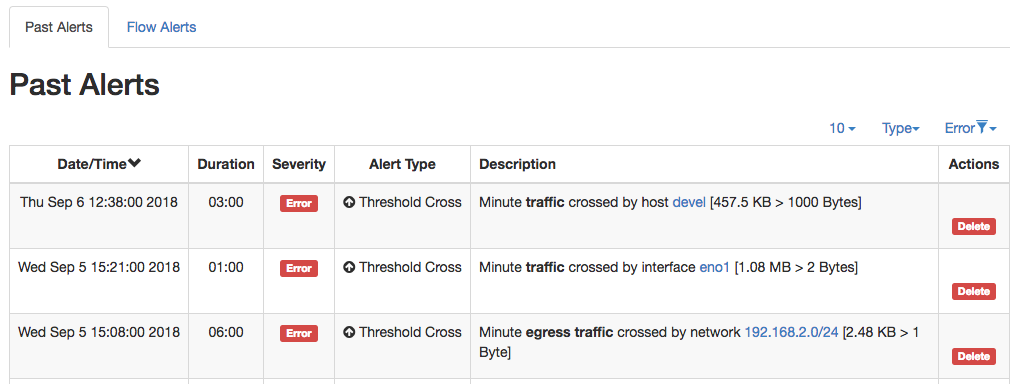 Past Alerts Flow Alerts
Past Alerts
10 Type Error
Date/Time Duration Severity Alert Type Description Actions
Thu Sep 6 12:38:00 2018 03:00 Error Threshold Cross Minute traffic crossed by host devel [457.5 KB > 1000 Bytes]
Delete
Wed Sep 5 15:21:00 2018 01:00 Error Threshold Cross Minute traffic crossed by interface eno1 [1.08 MB > 2 Bytes]
Delete
Wed Sep 5 15:08:00 2018 06:00 Error Threshold Cross Minute egress traffic crossed by network 192.168.2.0/24 [2.48 KB > 1
Byte]
Delete